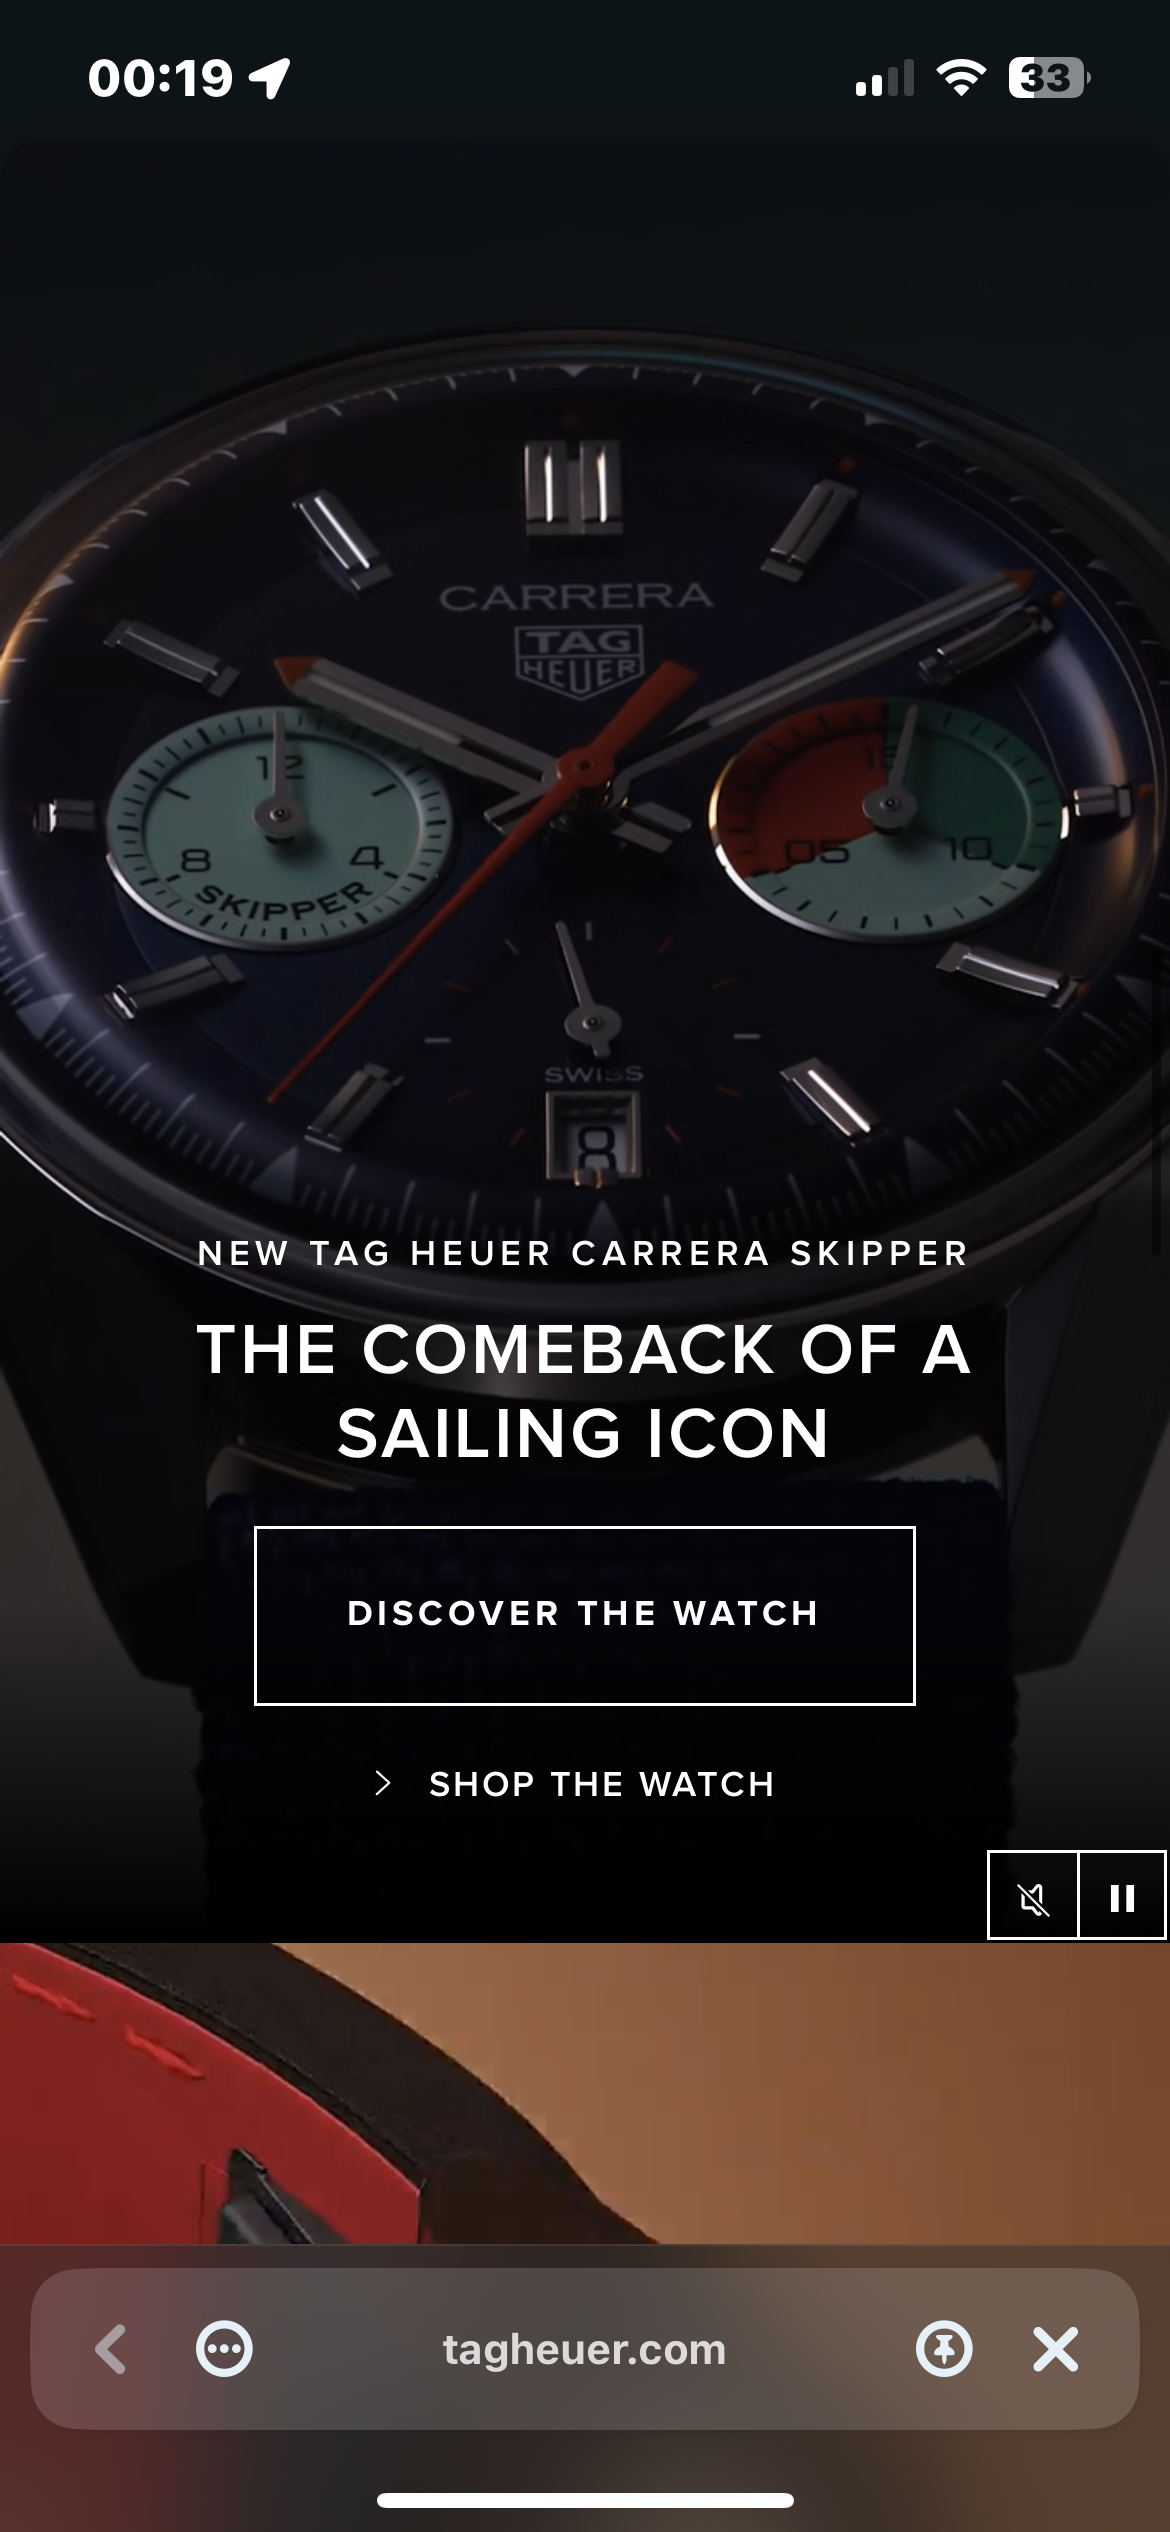 00:19
33
CARRERA
TAG
HEUER
12
8
4
SKIPPER
15
05
10
SWISS
8
NEW TAG HEUER CARRERA SKIPPER
THE COMEBACK OF A
SAILING ICON
DISCOVER THE WATCH
SHOP THE WATCH
tagheuer.com